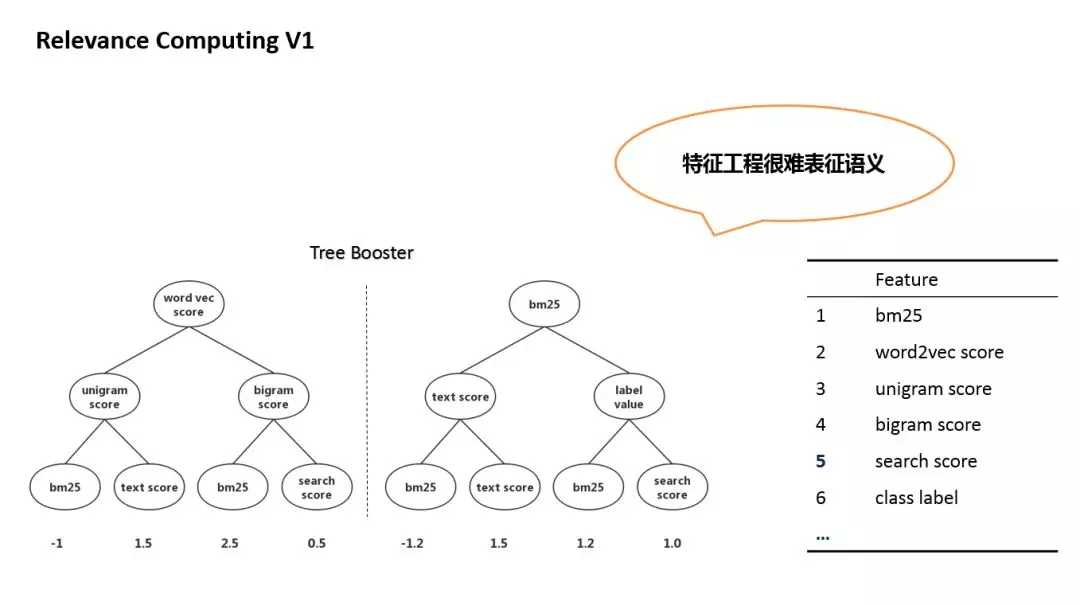 Relevance Computing V1
特征工程很难表征语义
Tree Booster
word vec
score
unigram
score
bigram
score
bm25
text score
bm25
search
score
-1
1.5
2.5
0.5
bm25
text score
label
value
bm25
text score
bm25
search
score
-1.2
1.5
1.2
1.0
Feature
1 bm25
2 word2vec score
3 unigram score
4 bigram score
5 search score
6 class label
...